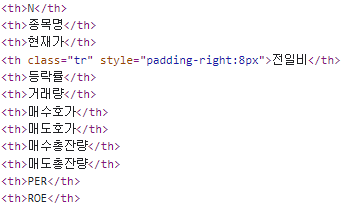 <th>N</th>
<th>종목명</th>
<th>현재가</th>
<th class="tr" style="padding-right:8px">전일비</th>
<th>등락률</th>
<th>거래량</th>
<th>매수호가</th>
<th>매도호가</th>
<th>매수총잔량</th>
<th>매도총잔량</th>
<th>PER</th>
<th>ROE</th>